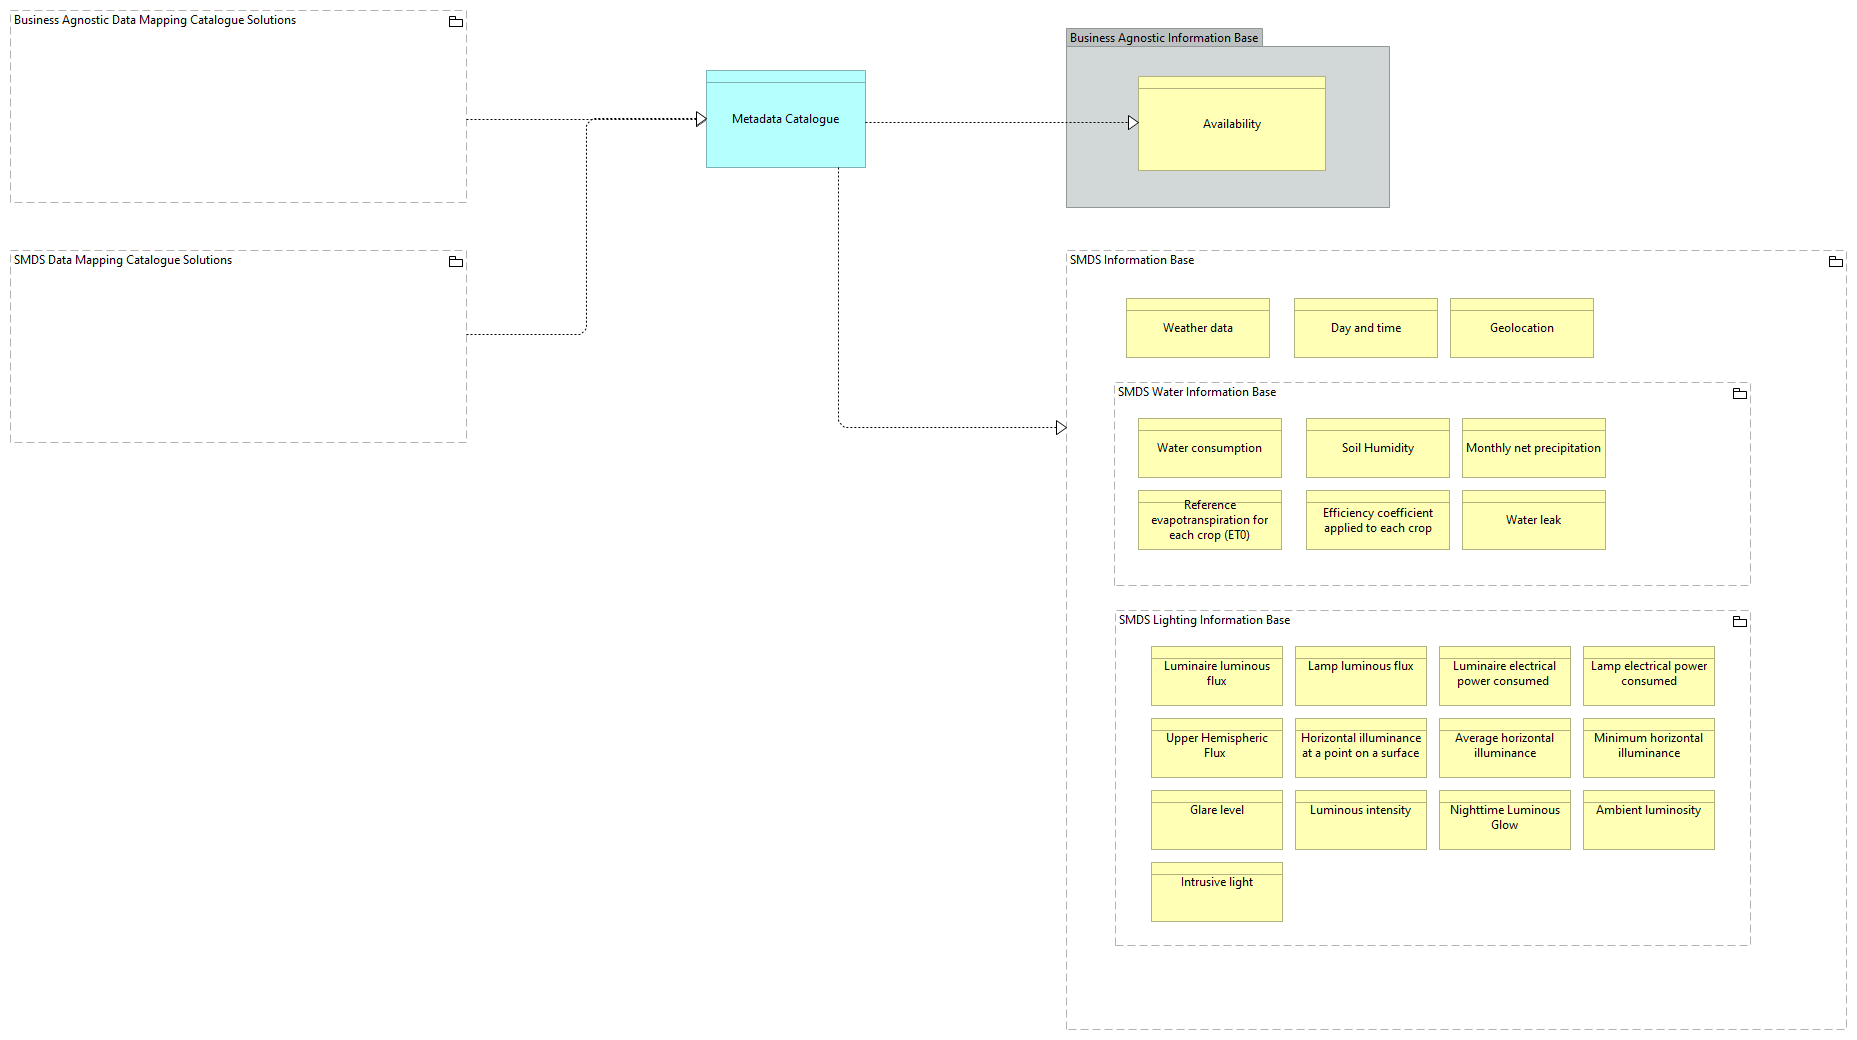 Business Agnostic Data Mapping Catalogue Solutions
Business Agnostic Information Base
Metadata Catalogue
Availability
SMDS Data Mapping Catalogue Solutions
SMDS Information Base
Weather data
Day and time
Geolocation
SMDS Water Information Base
Water consumption
Soil Humidity
Monthly net precipitation
Reference
evapotranspiration for
each crop (ET0)
Efficiency coefficient
applied to each crop
Water leak
SMDS Lighting Information Base
Luminaire luminous
flux
Lamp luminous flux
Luminaire electrical
power consumed
Lamp electrical power
consumed
Upper Hemispheric
Flux
Horizontal illuminance
at a point on a surface
Average horizontal
illuminance
Minimum horizontal
illuminance
Glare level
Luminous intensity
Nighttime Luminous
Glow
Ambient luminosity
Intrusive light